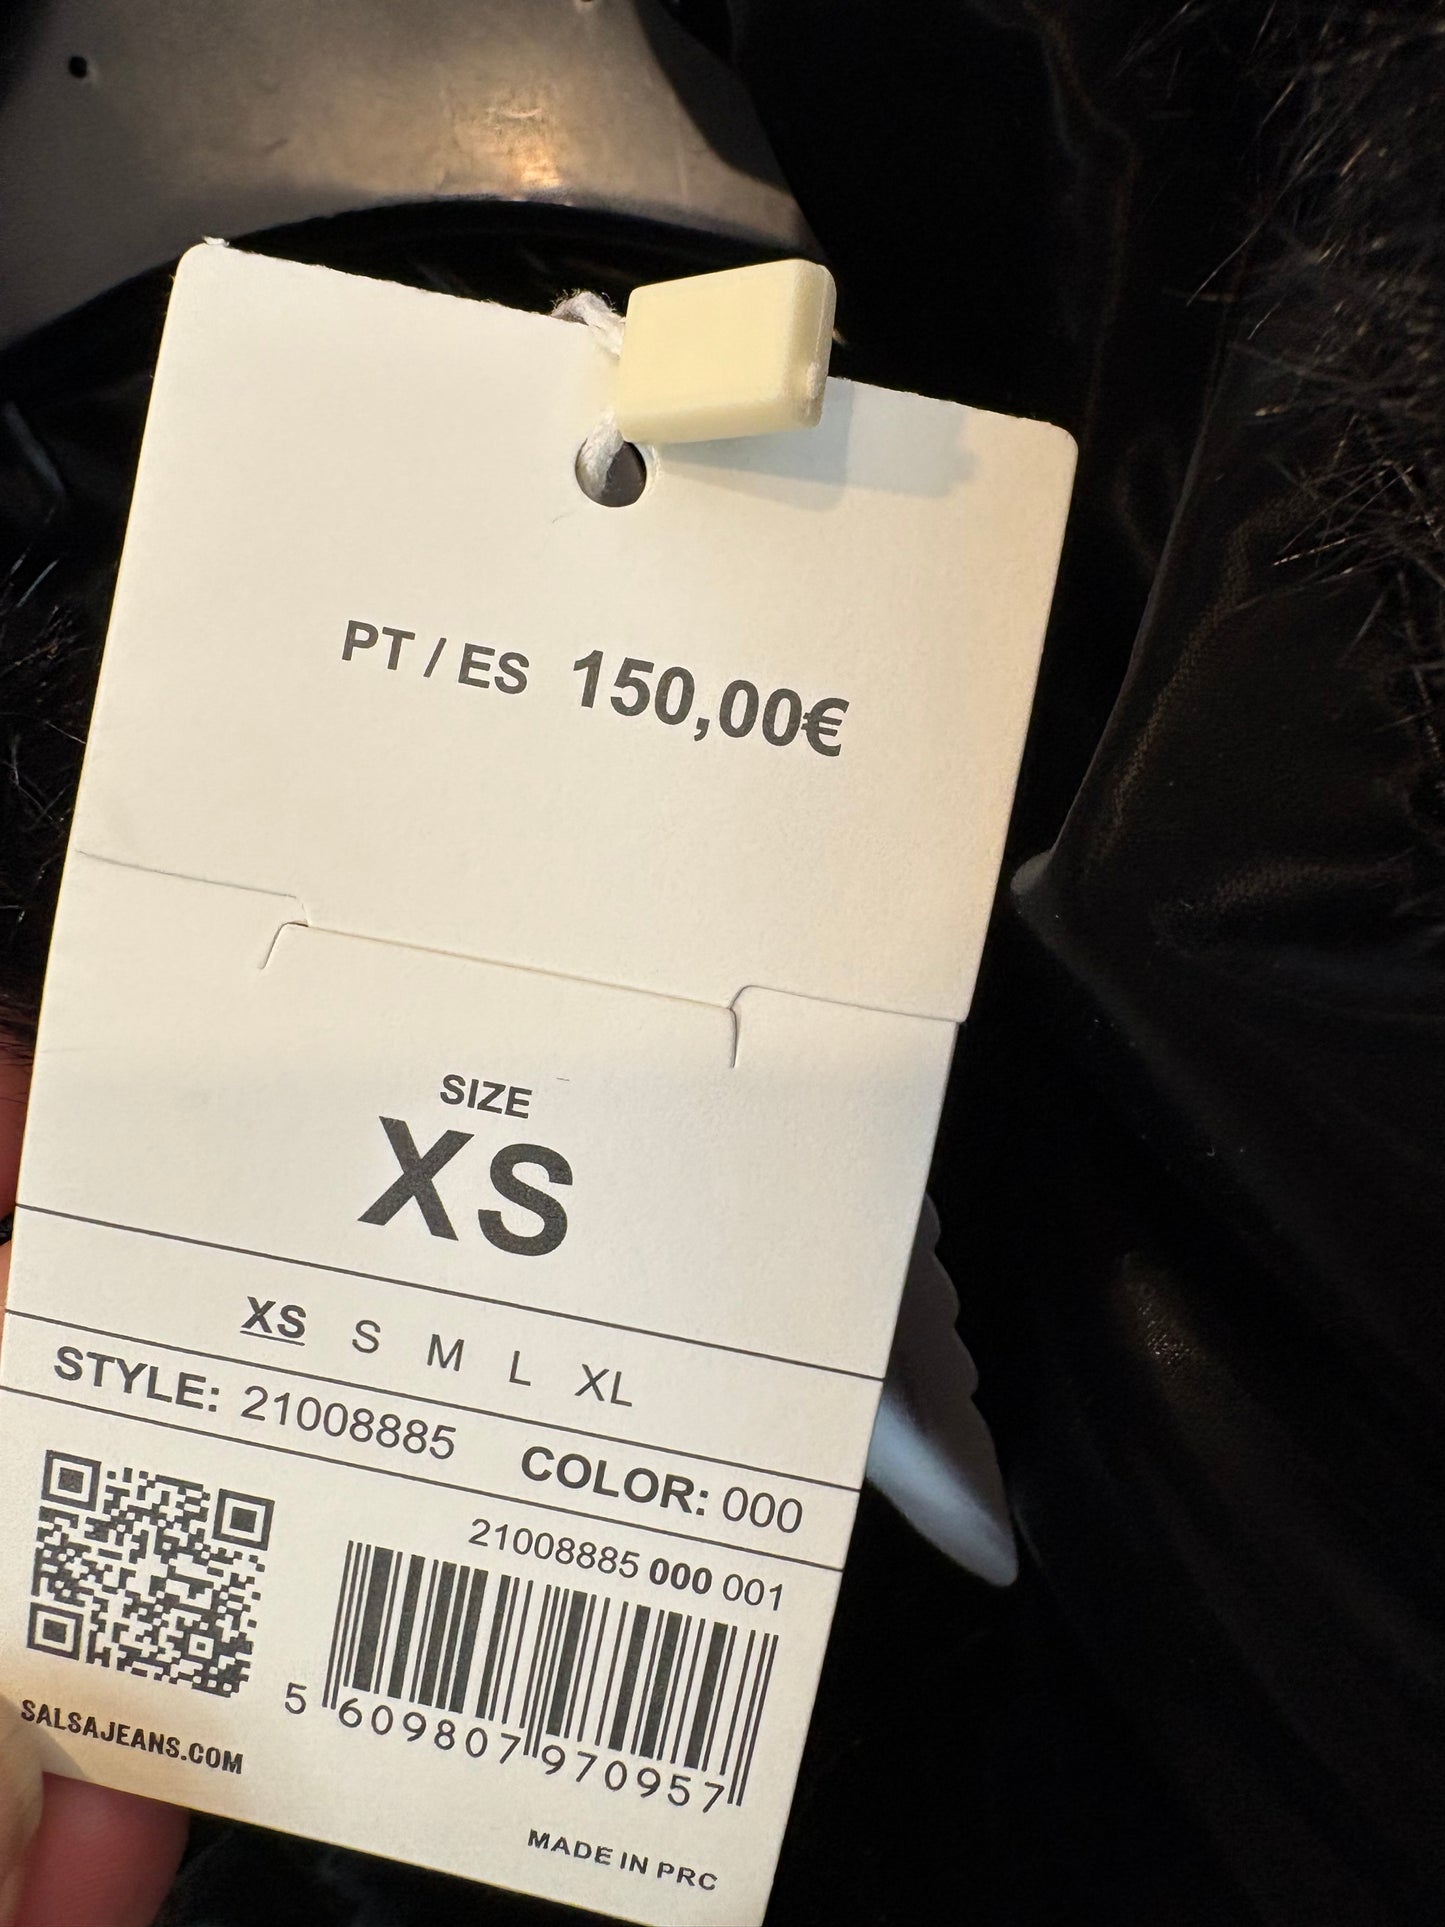 PT / ES 150,00€
SIZE
XS
XS S M L XL
STYLE: 21008885 COLOR: 000
21008885 000 001
5 609807 970957
SALSAJEANS.COM
MADE IN PRC